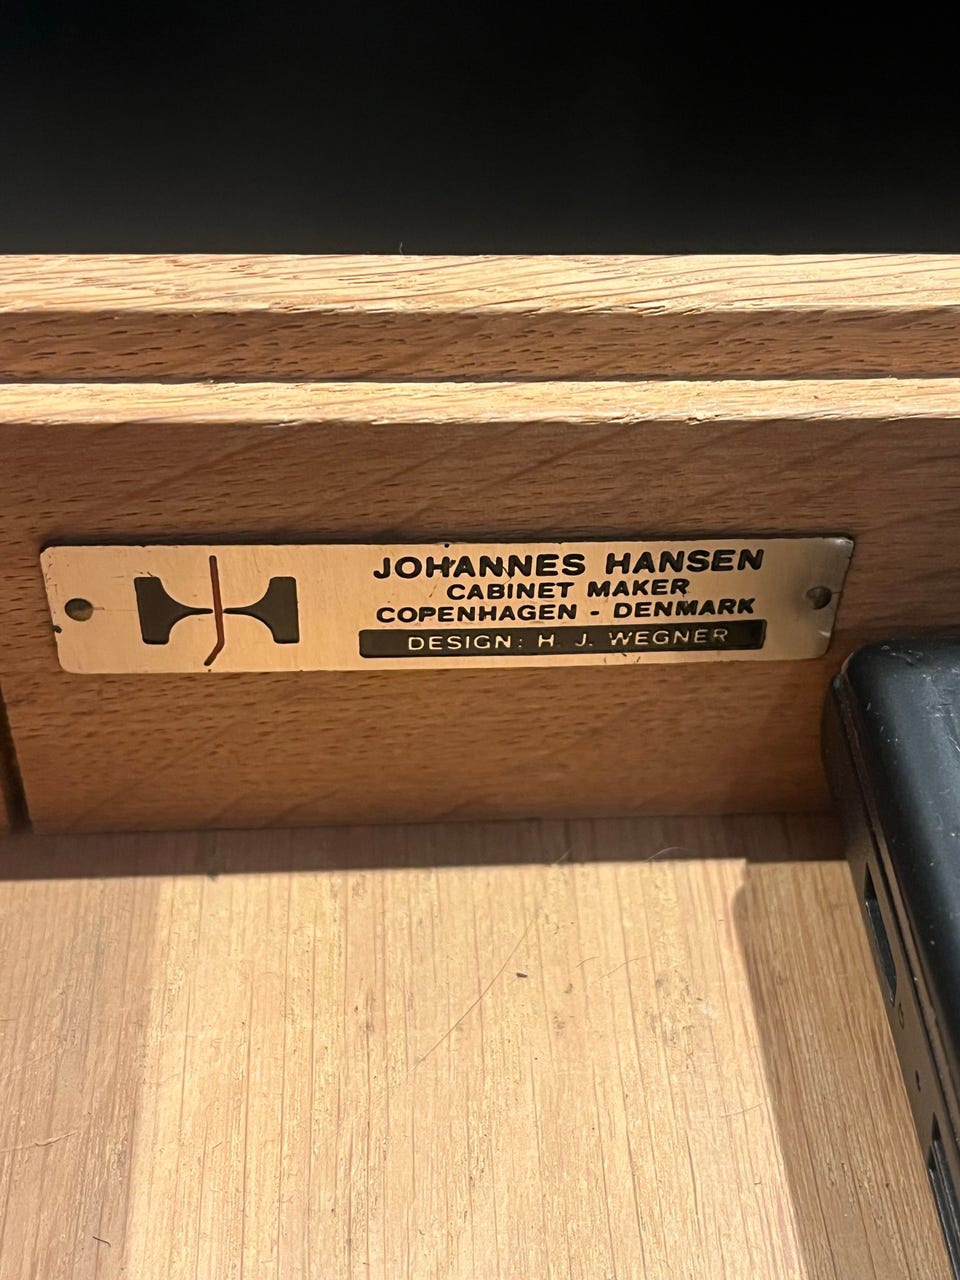 JOHANNES HANSEN
CABINET MAKER
COPENHAGEN - DENMARK
DESIGN: H. J. WEGNER